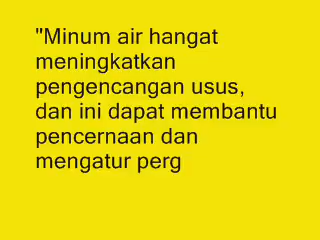 "Minum air hangat
meningkatkan
pengencangan usus,
dan ini dapat membantu
pencernaan dan
mengatur perg